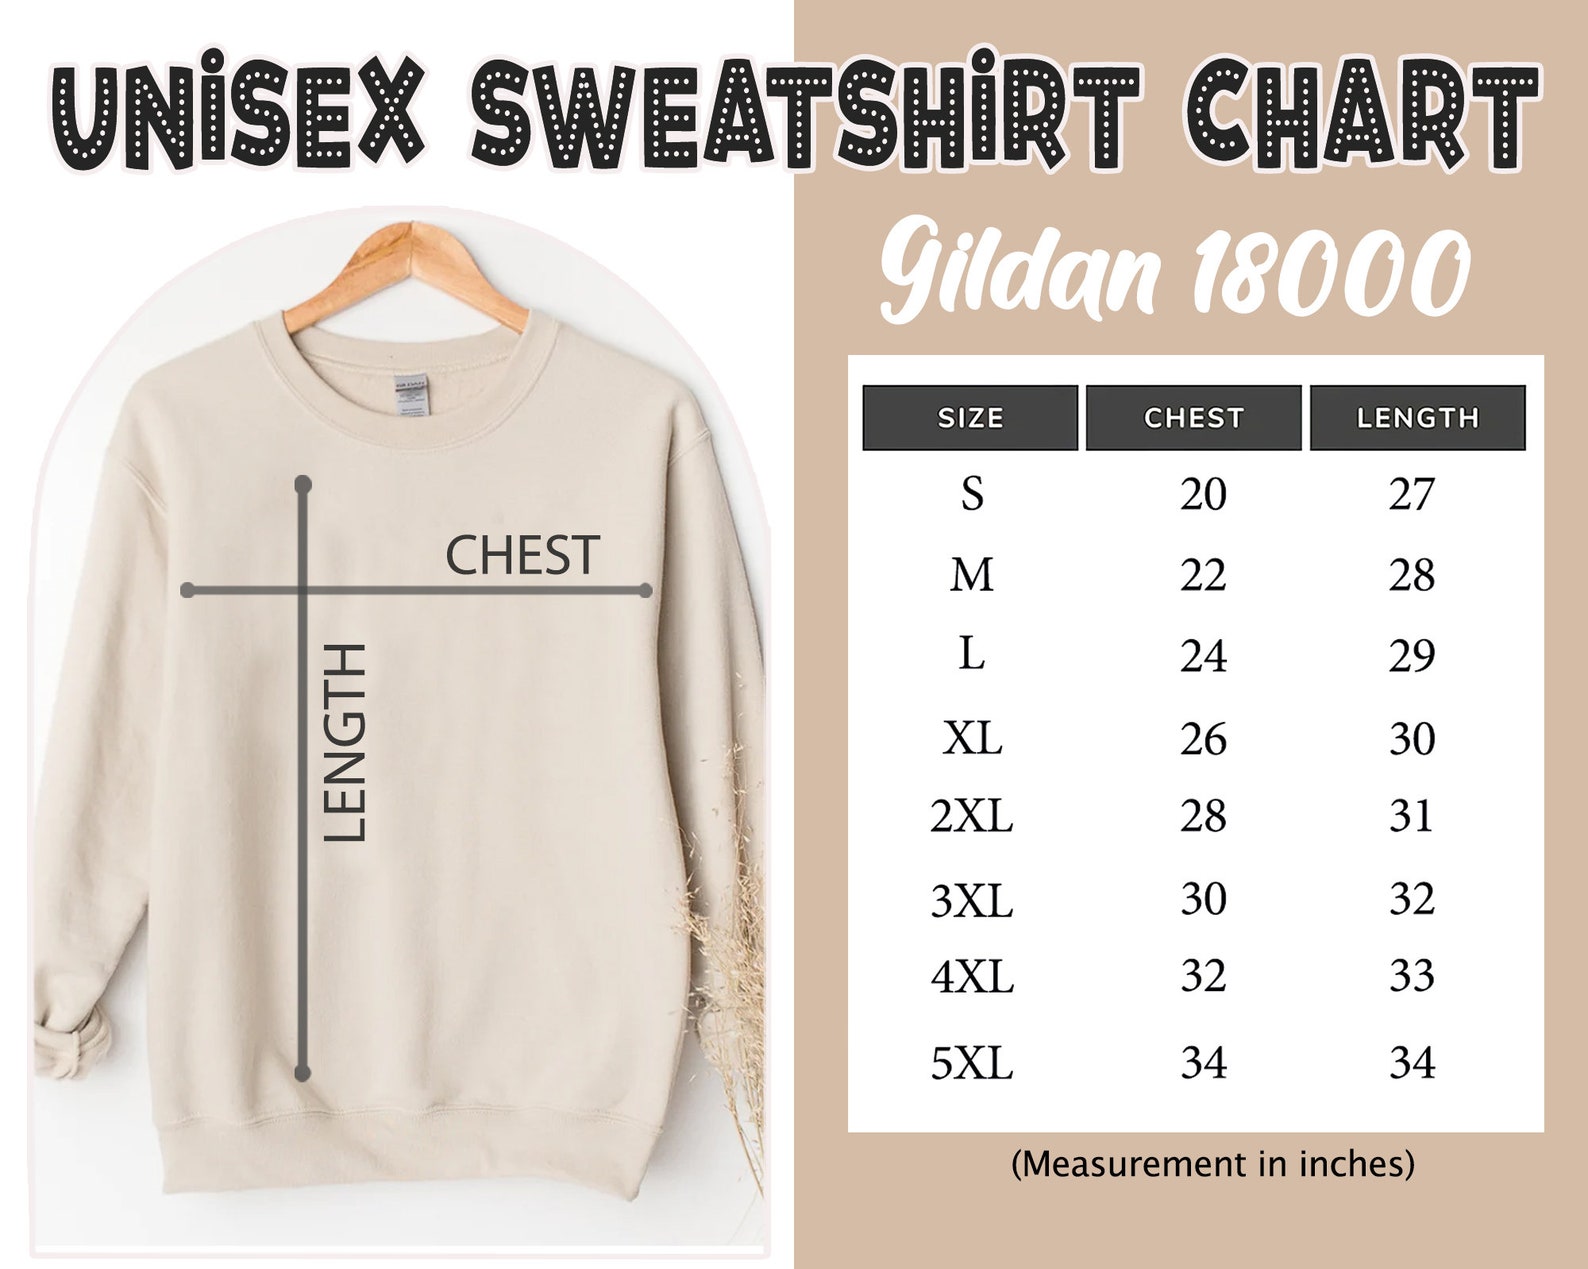 UNiSEX SWEATSHiRT CHART
Gildan 18000
GILDAN
CHEST
LENGTH
SIZE CHEST LENGTH
S 20 27
M 22 28
L 24 29
XL 26 30
2XL 28 31
3XL 30 32
4XL 32 33
5XL 34 34
(Measurement in inches)